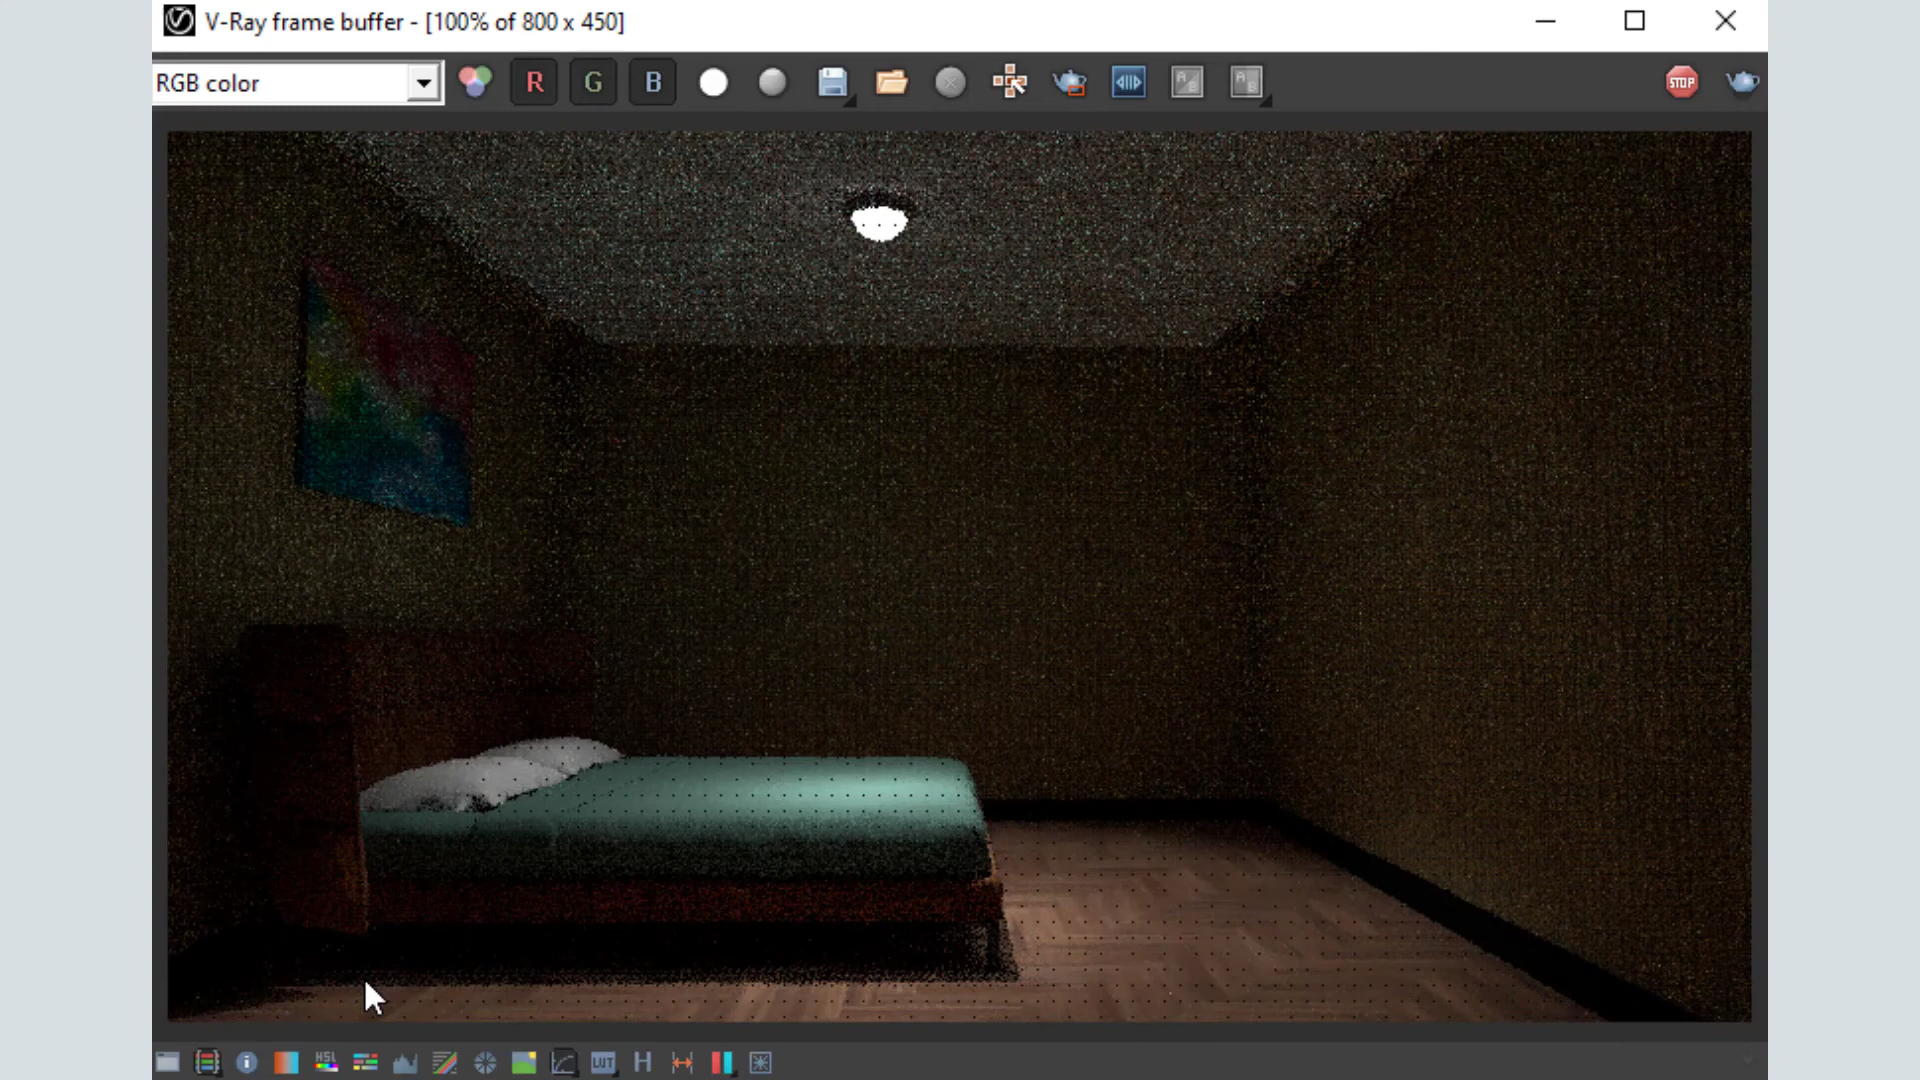 V-Ray frame buffer - [100% of 800 x 450]
RGB color
R
G
B
A
B
A
B
STOP
HSL
LUT
H